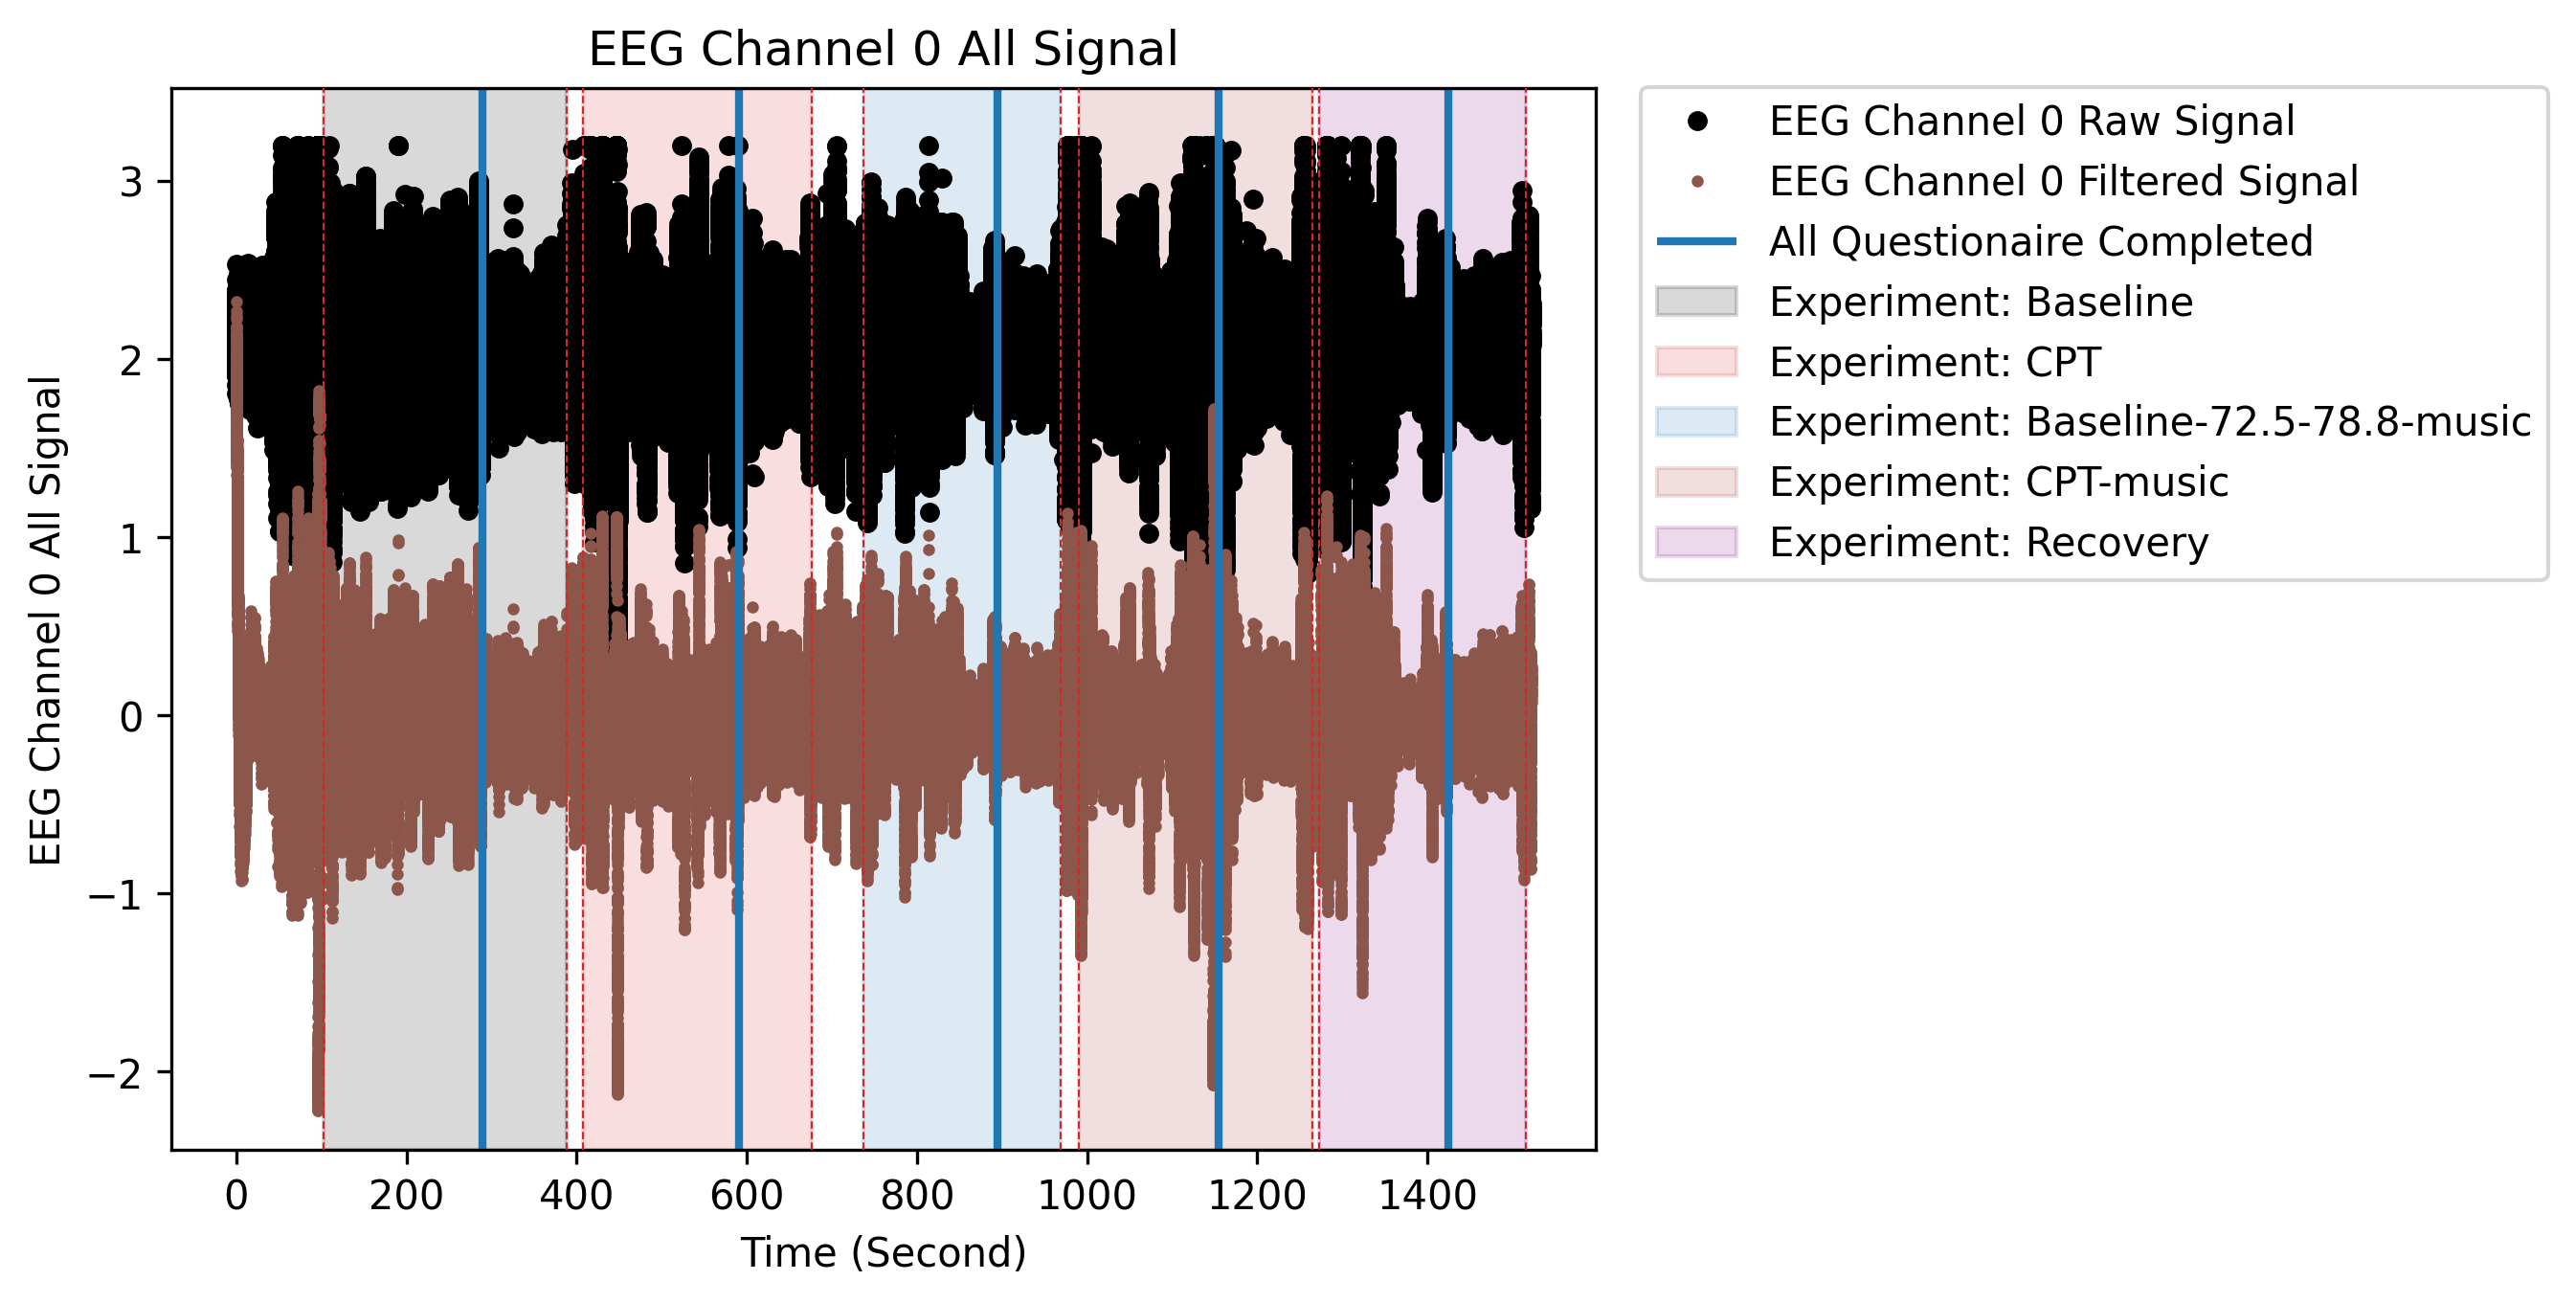 EEG Channel 0 All Signal
EEG Channel 0 All Signal
3
2
1
0
−1
−2
0 200 400 600 800 1000 1200 1400
Time (Second)
EEG Channel 0 Raw Signal
EEG Channel 0 Filtered Signal
All Questionaire Completed
Experiment: Baseline
Experiment: CPT
Experiment: Baseline-72.5-78.8-music
Experiment: CPT-music
Experiment: Recovery